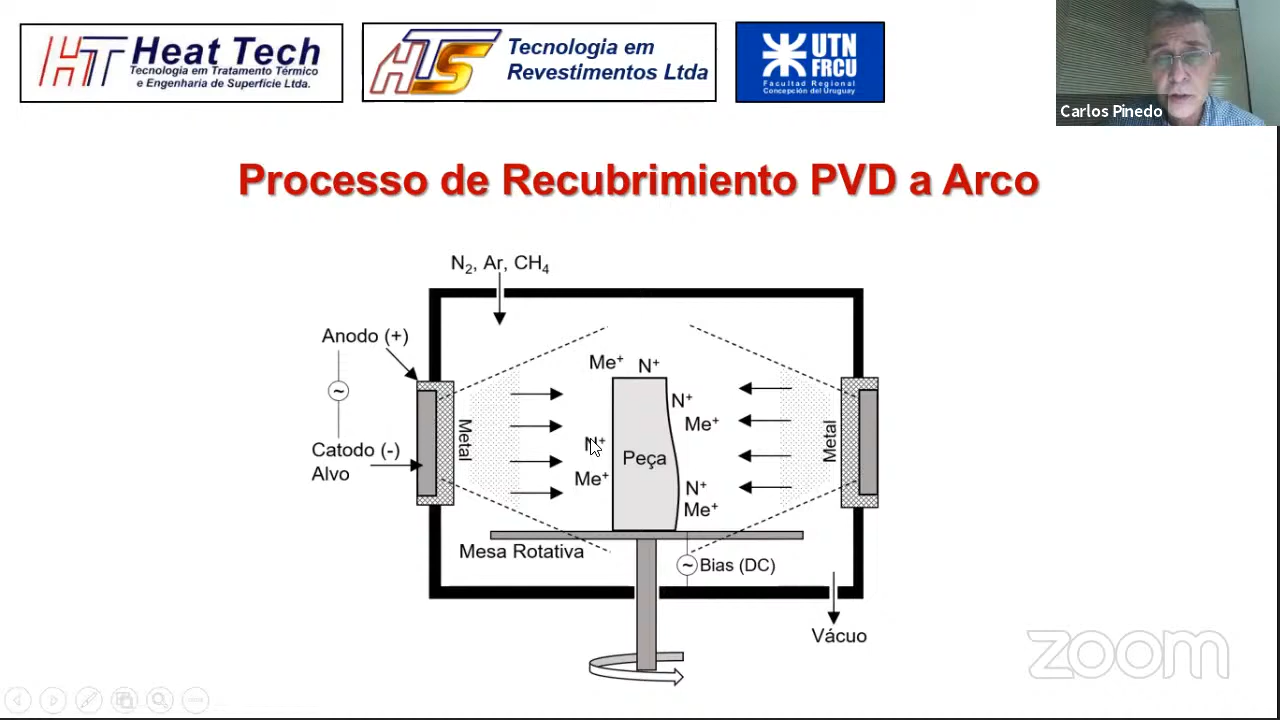 HT Heat Tech
Tecnologia em Tratamento Térmico
e Engenharia de Superfície Ltda.
HTS Tecnologia em
Revestimentos Ltda
UTN
FRCU
Facultad Regional
Concepción del Uruguay
Carlos Pinedo
Processo de Recubrimiento PVD a Arco
N₂, Ar, CH₄
Anodo (+)
Me⁺ N⁺
N⁺
Me⁺
Metal
Metal
N⁺
Catodo (-)
Alvo
Peça
Me⁺
N⁺
Me⁺
Mesa Rotativa
~ Bias (DC)
~
Vácuo
zoom